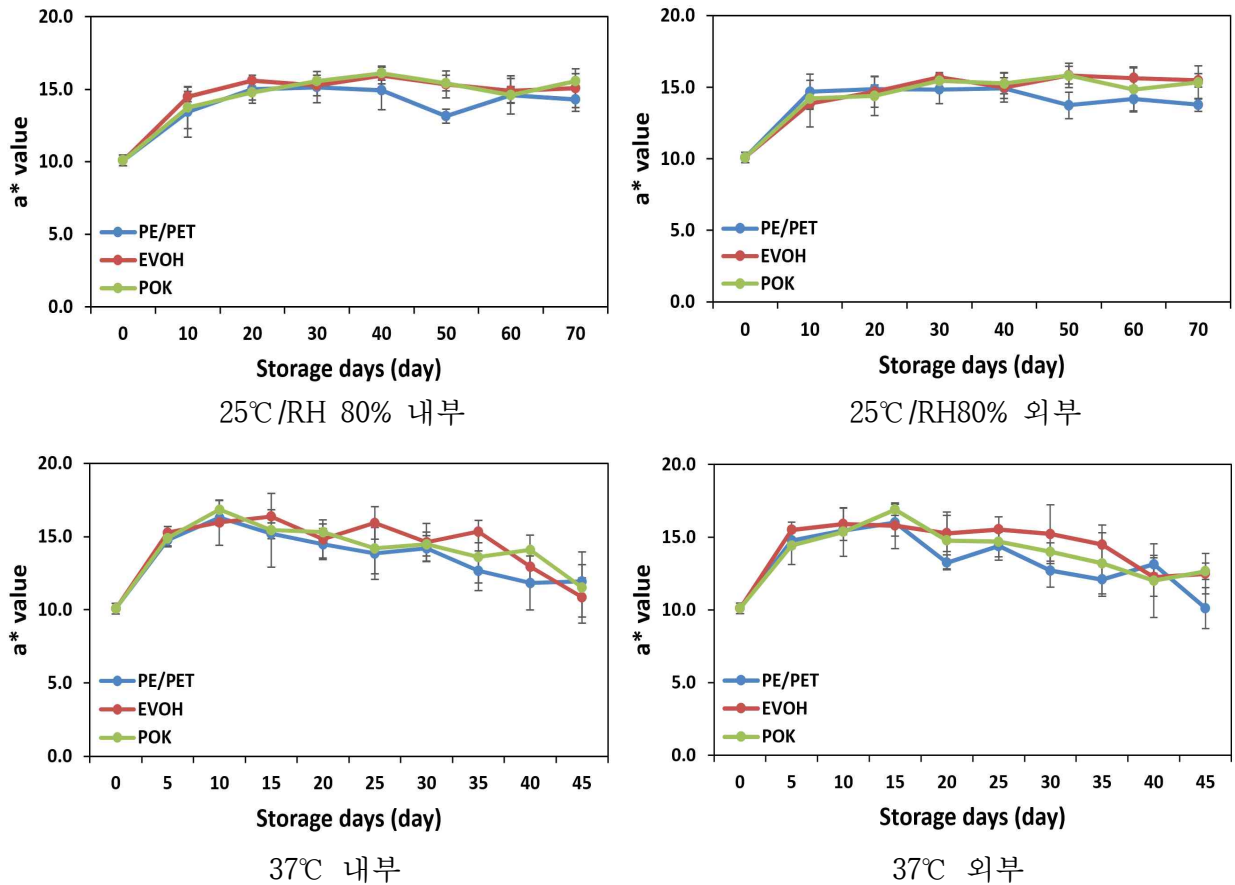 20.0
15.0
10.0
5.0
0.0
a* value
PE/PET
EVOH
POK
0 10 20 30 40 50 60 70
Storage days (day)
25℃/RH 80% 내부
20.0
15.0
10.0
5.0
0.0
a* value
PE/PET
EVOH
POK
0 10 20 30 40 50 60 70
Storage days (day)
25℃/RH80% 외부
20.0
15.0
10.0
5.0
0.0
a* value
PE/PET
EVOH
POK
0 5 10 15 20 25 30 35 40 45
Storage days (day)
37℃ 내부
20.0
15.0
10.0
5.0
0.0
a* value
PE/PET
EVOH
POK
0 5 10 15 20 25 30 35 40 45
Storage days (day)
37℃ 외부